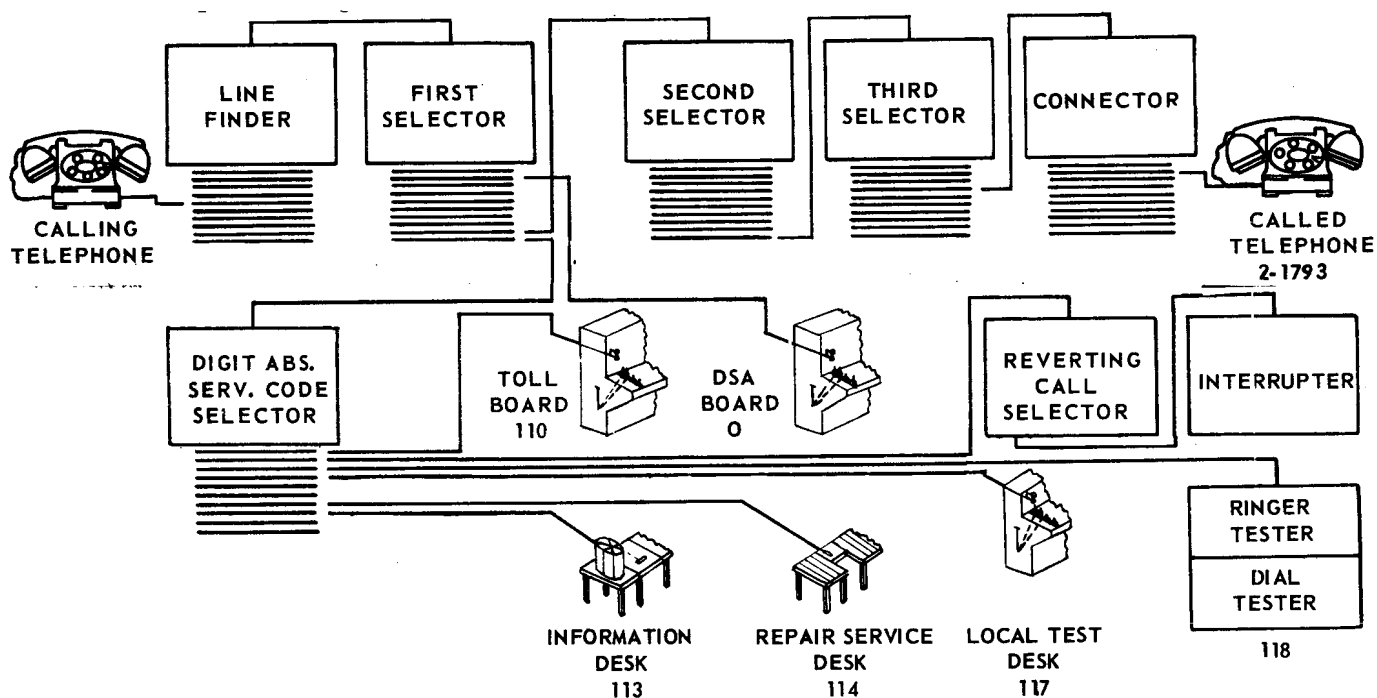 LINE
FINDER
FIRST
SELECTOR
SECOND
SELECTOR
THIRD
SELECTOR
CONNECTOR
CALLING
TELEPHONE
CALLED
TELEPHONE
2-1793
DIGIT ABS.
SERV. CODE
SELECTOR
TOLL
BOARD
110
DSA
BOARD
0
REVERTING
CALL
SELECTOR
INTERRUPTER
RINGER
TESTER
DIAL
TESTER
118
INFORMATION
DESK
113
REPAIR SERVICE
DESK
114
LOCAL TEST
DESK
117